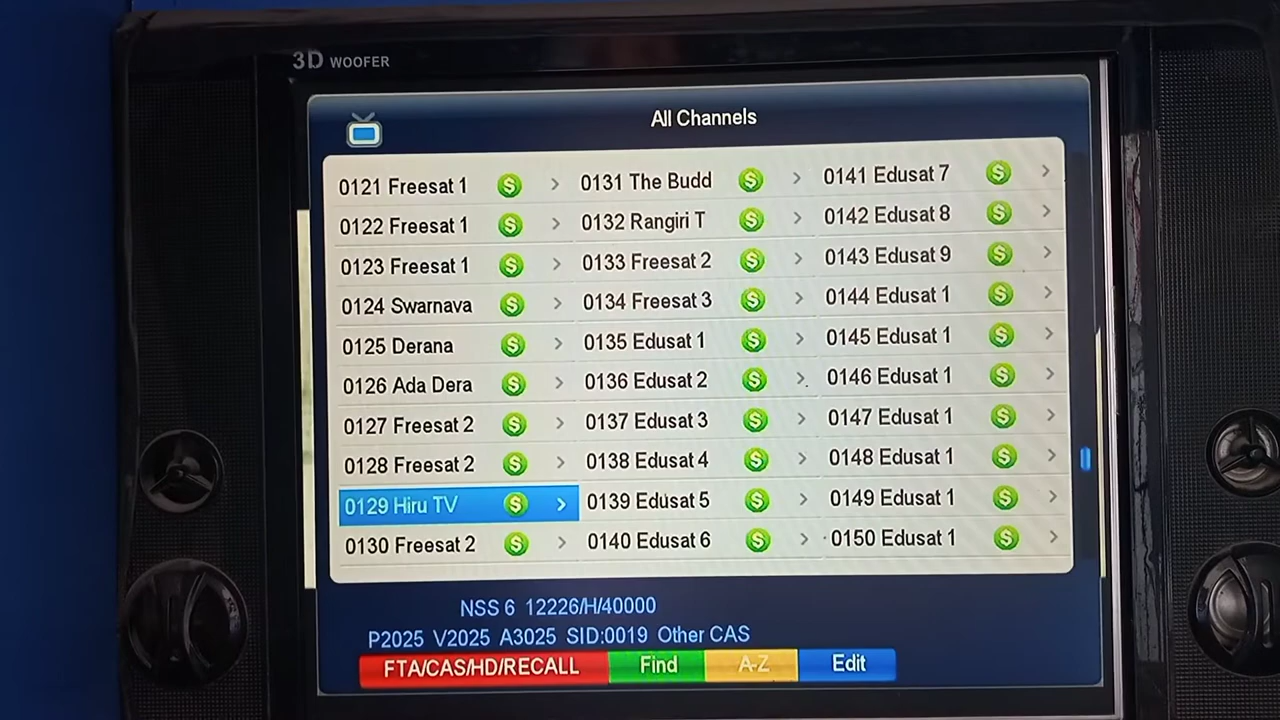 3D WOOFER
All Channels
0121 Freesat 1 $ >
0122 Freesat 1 $ >
0123 Freesat 1 $ >
0124 Swarnava $ >
0125 Derana $ >
0126 Ada Dera $ >
0127 Freesat 2 $ >
0128 Freesat 2 $ >
0129 Hiru TV $ >
0130 Freesat 2 $ >
0131 The Budd $ >
0132 Rangiri T $ >
0133 Freesat 2 $ >
0134 Freesat 3 $ >
0135 Edusat 1 $ >
0136 Edusat 2 $ >
0137 Edusat 3 $ >
0138 Edusat 4 $ >
0139 Edusat 5 $ >
0140 Edusat 6 $ >
0141 Edusat 7 $ >
0142 Edusat 8 $ >
0143 Edusat 9 $ >
0144 Edusat 1 $ >
0145 Edusat 1 $ >
0146 Edusat 1 $ >
0147 Edusat 1 $ >
0148 Edusat 1 $ >
0149 Edusat 1 $ >
0150 Edusat 1 $ >
NSS 6 12226/H/40000
P2025 V2025 A3025 SID:0019 Other CAS
FTA/CAS/HD/RECALL Find A-Z Edit